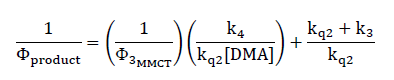 1/Φ_product = (1/Φ_3MMCT) (k_4/k_q2[DMA]) + (k_q2 + k_3)/k_q2